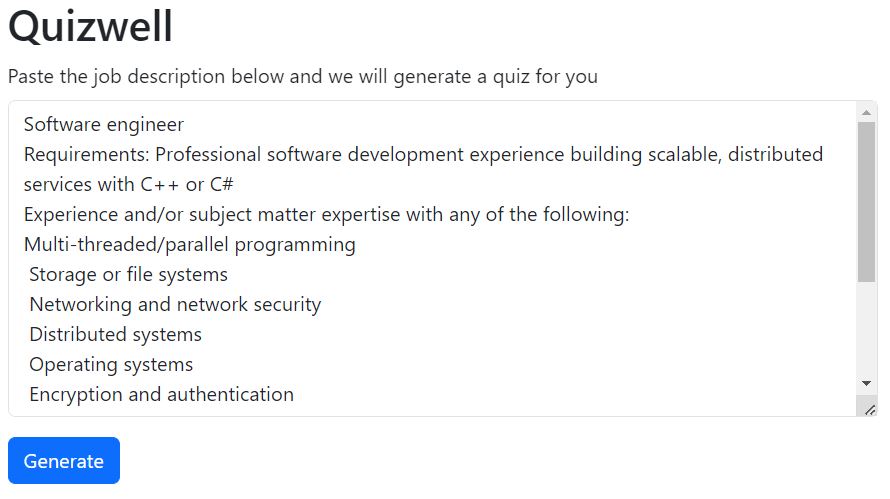 Quizwell
Paste the job description below and we will generate a quiz for you
Software engineer
Requirements: Professional software development experience building scalable, distributed
services with C++ or C#
Experience and/or subject matter expertise with any of the following:
Multi-threaded/parallel programming
Storage or file systems
Networking and network security
Distributed systems
Operating systems
Encryption and authentication
Generate